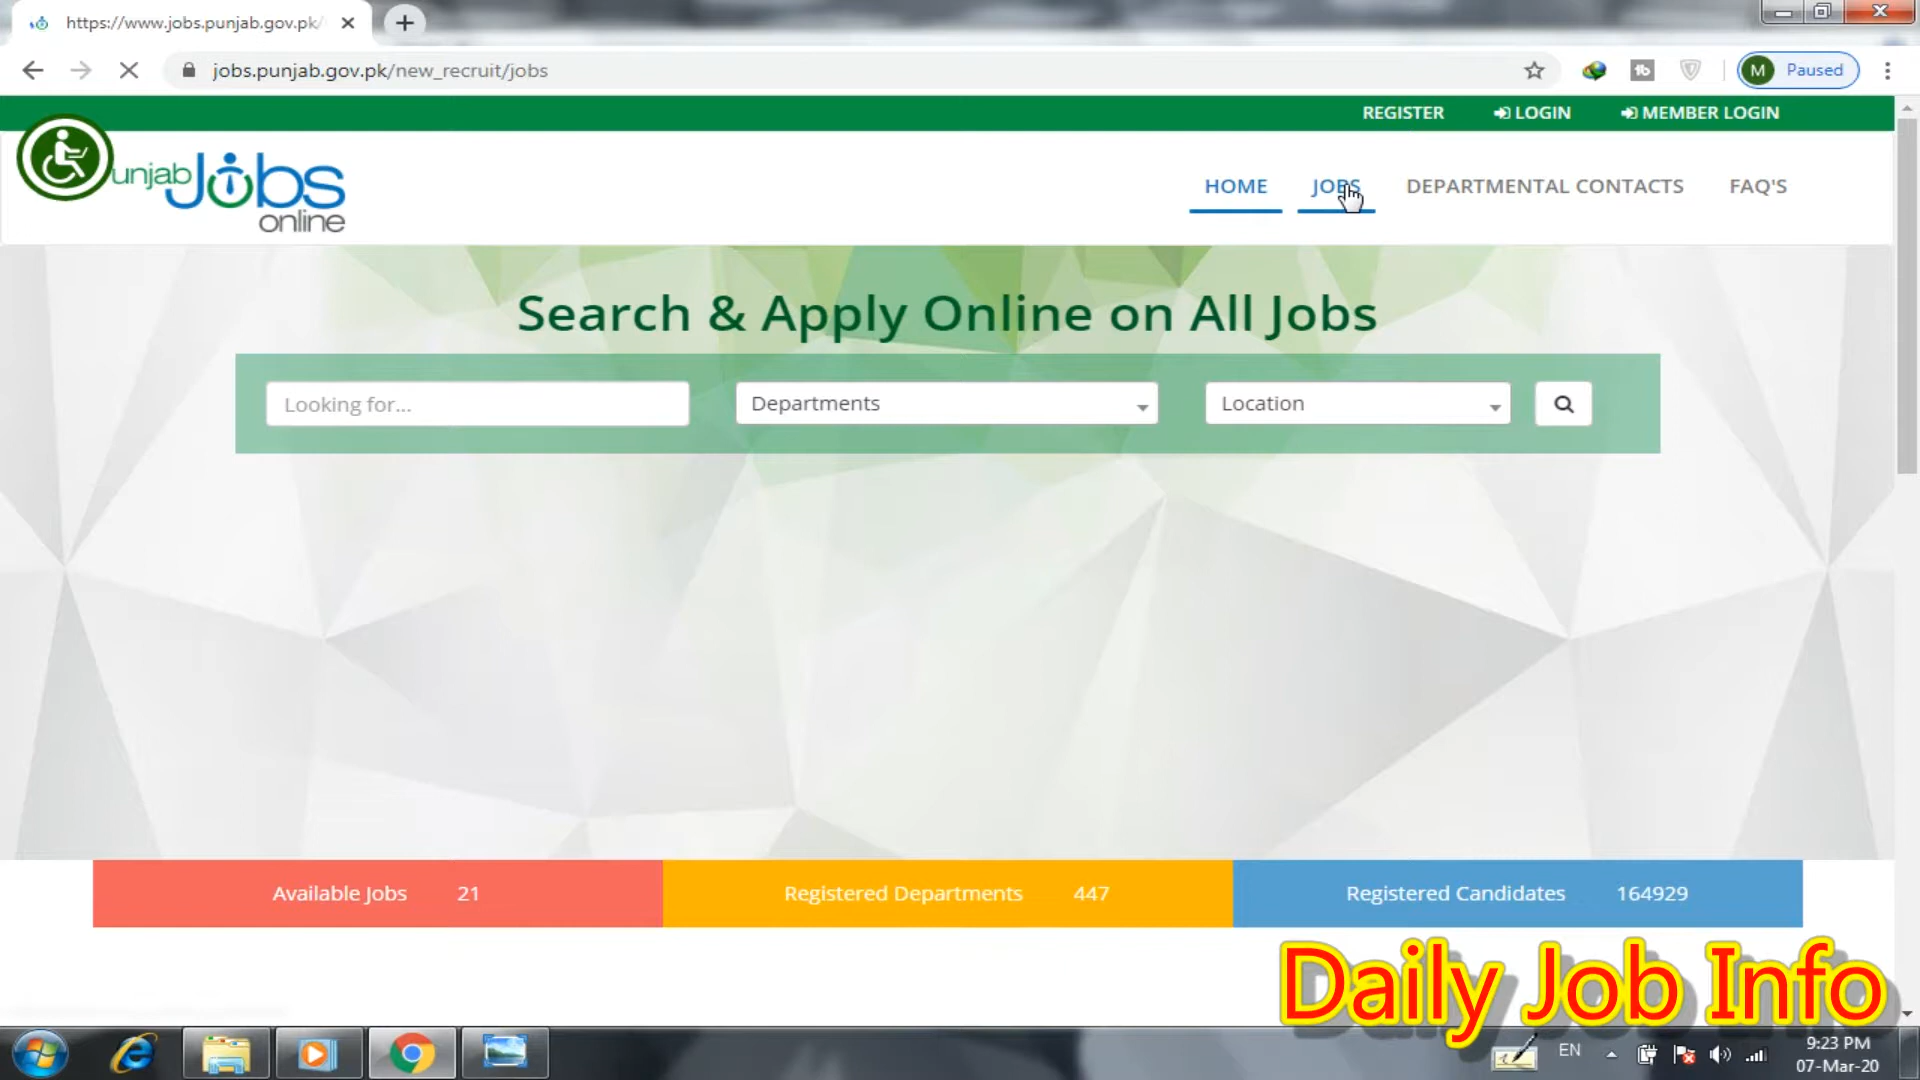 https://www.jobs.punjab.gov.pk/
jobs.punjab.gov.pk/new_recruit/jobs
M Paused
REGISTER LOGIN MEMBER LOGIN
unjab Jobs online
HOME JOBS DEPARTMENTAL CONTACTS FAQ'S
Search & Apply Online on All Jobs
Looking for... Departments Location
Available Jobs 21 Registered Departments 447 Registered Candidates 164929
Daily Job Info
EN
9:23 PM
07-Mar-20